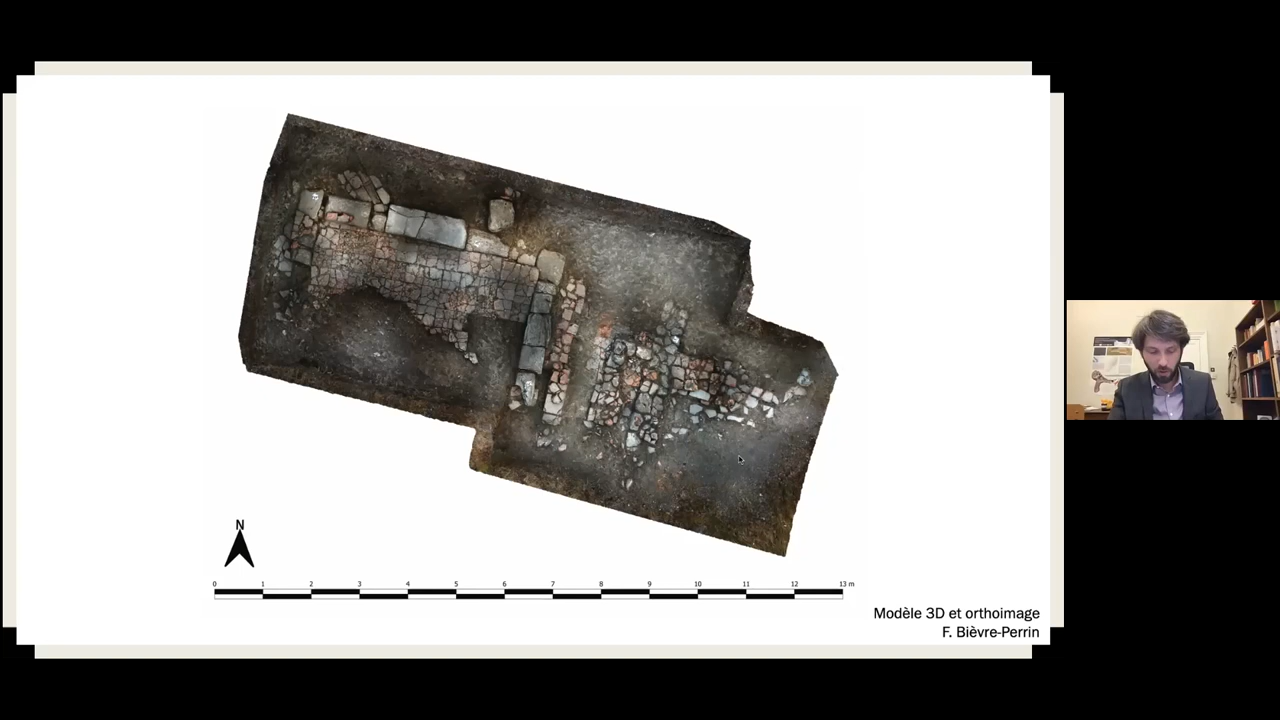 N
0 1 2 3 4 5 6 7 8 9 10 11 12 13 m
Modèle 3D et orthoimage
F. Bièvre-Perrin